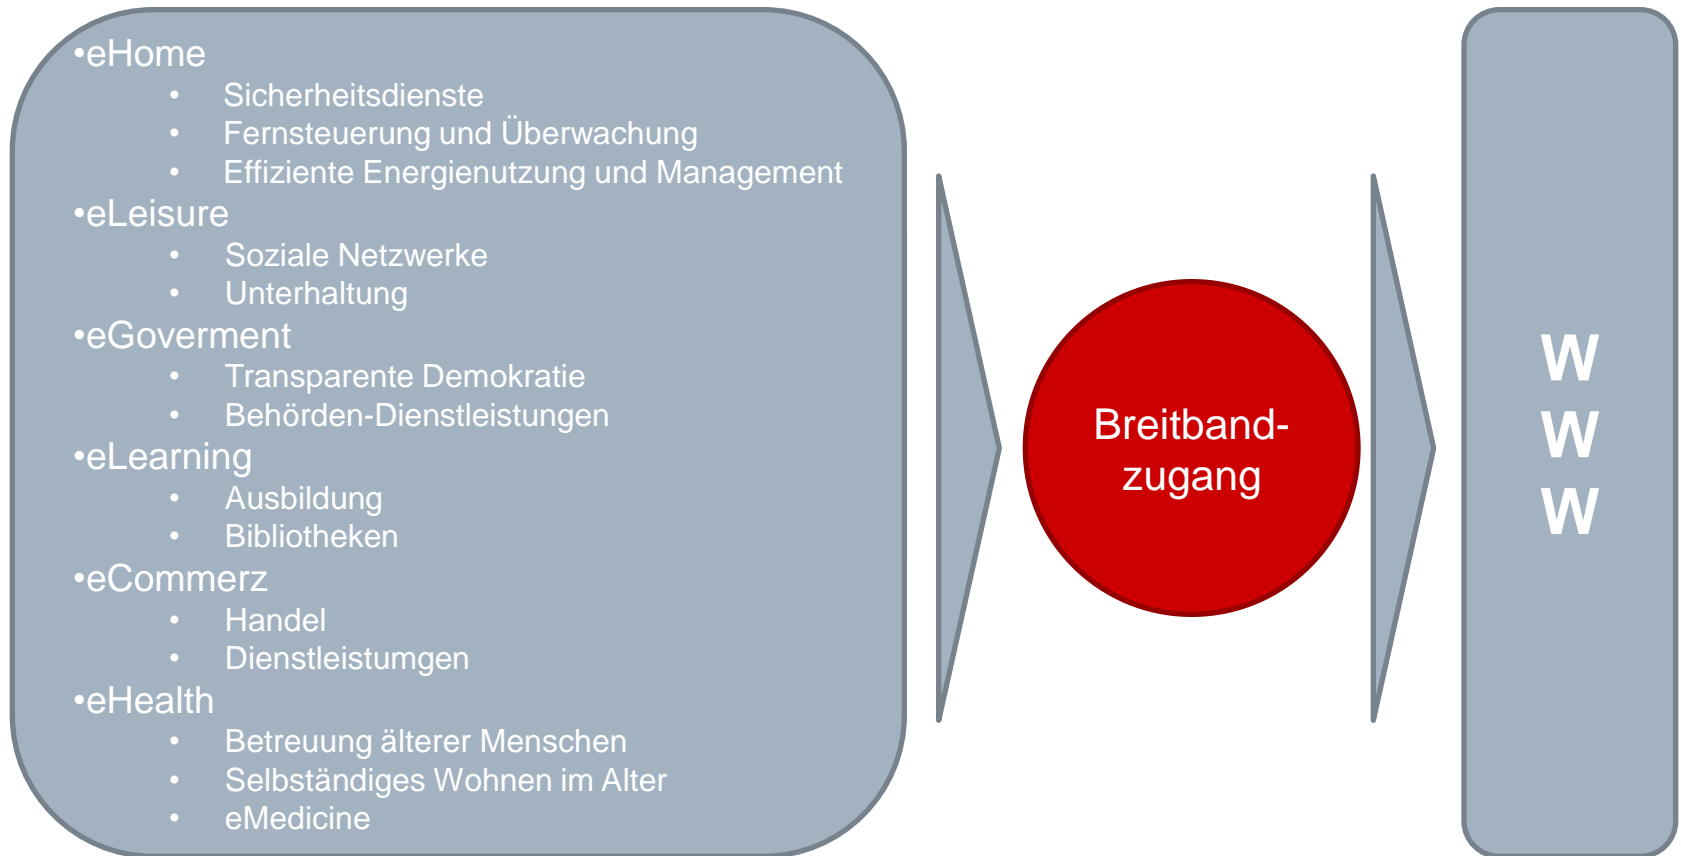 •eHome
• Sicherheitsdienste
• Fernsteuerung und Überwachung
• Effiziente Energienutzung und Management
•eLeisure
• Soziale Netzwerke
• Unterhaltung
•eGoverment
• Transparente Demokratie
• Behörden-Dienstleistungen
•eLearning
• Ausbildung
• Bibliotheken
•eCommerz
• Handel
• Dienstleistumgen
•eHealth
• Betreuung älterer Menschen
• Selbständiges Wohnen im Alter
• eMedicine
Breitband-
zugang
W
W
W